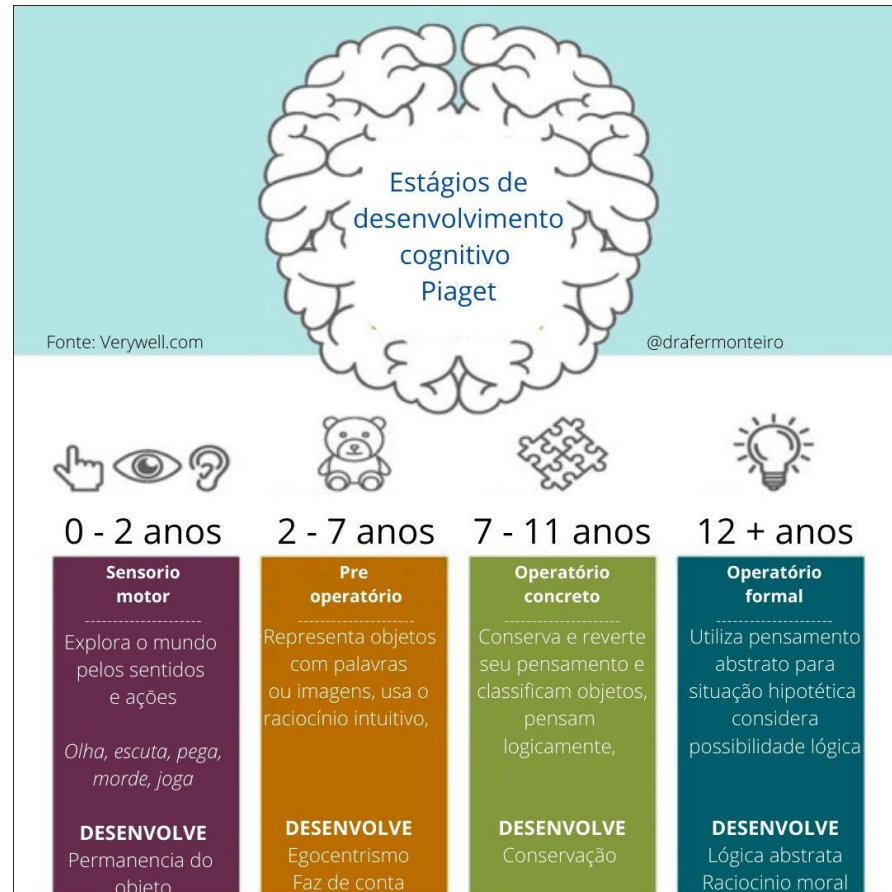 Estágios de
desenvolvimento
cognitivo
Piaget
Fonte: Verywell.com
@drafermonteiro
0 - 2 anos
Sensorio
motor
Explora o mundo
pelos sentidos
e ações
Olha, escuta, pega,
morde, joga
DESENVOLVE
Permanencia do
objeto
2 - 7 anos
Pre
operatório
Representa objetos
com palavras
ou imagens, usa o
raciocínio intuitivo,
DESENVOLVE
Egocentrismo
Faz de conta
7 - 11 anos
Operatório
concreto
Conserva e reverte
seu pensamento e
classificam objetos,
pensam
logicamente,
DESENVOLVE
Conservação
12 + anos
Operatório
formal
Utiliza pensamento
abstrato para
situação hipotética
considera
possibilidade lógica
DESENVOLVE
Lógica abstrata
Raciocinio moral